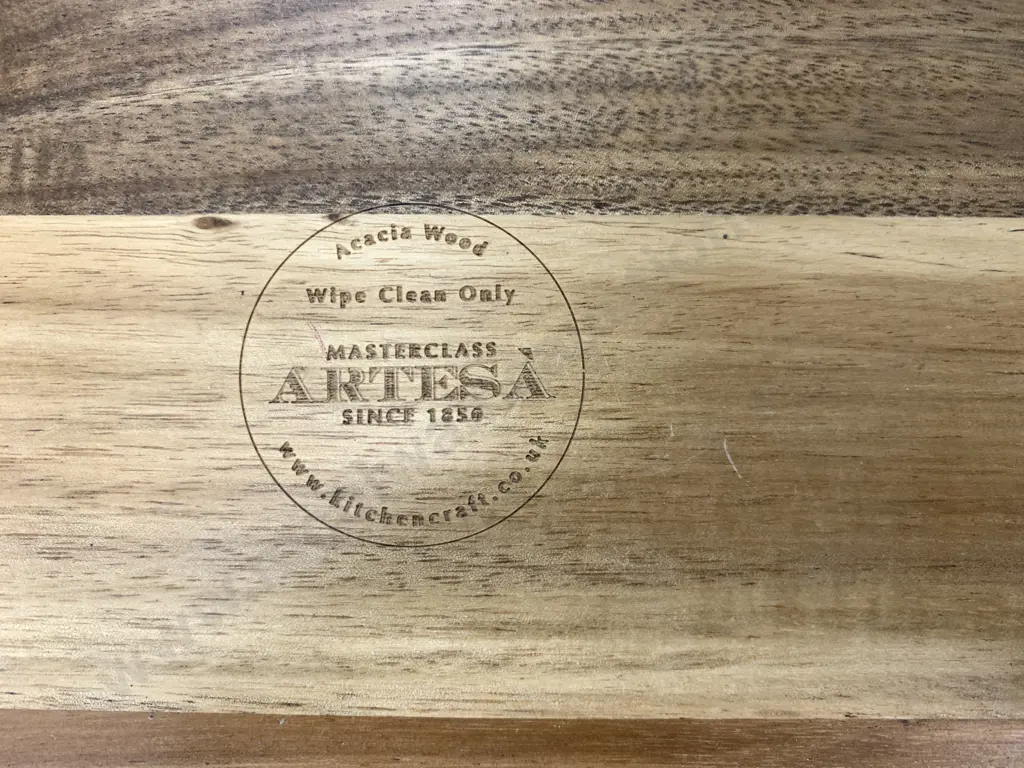 Acacia Wood
Wipe Clean Only
MASTERCLASS
ARTESÀ
SINCE 1850
www.kitchencraft.co.uk